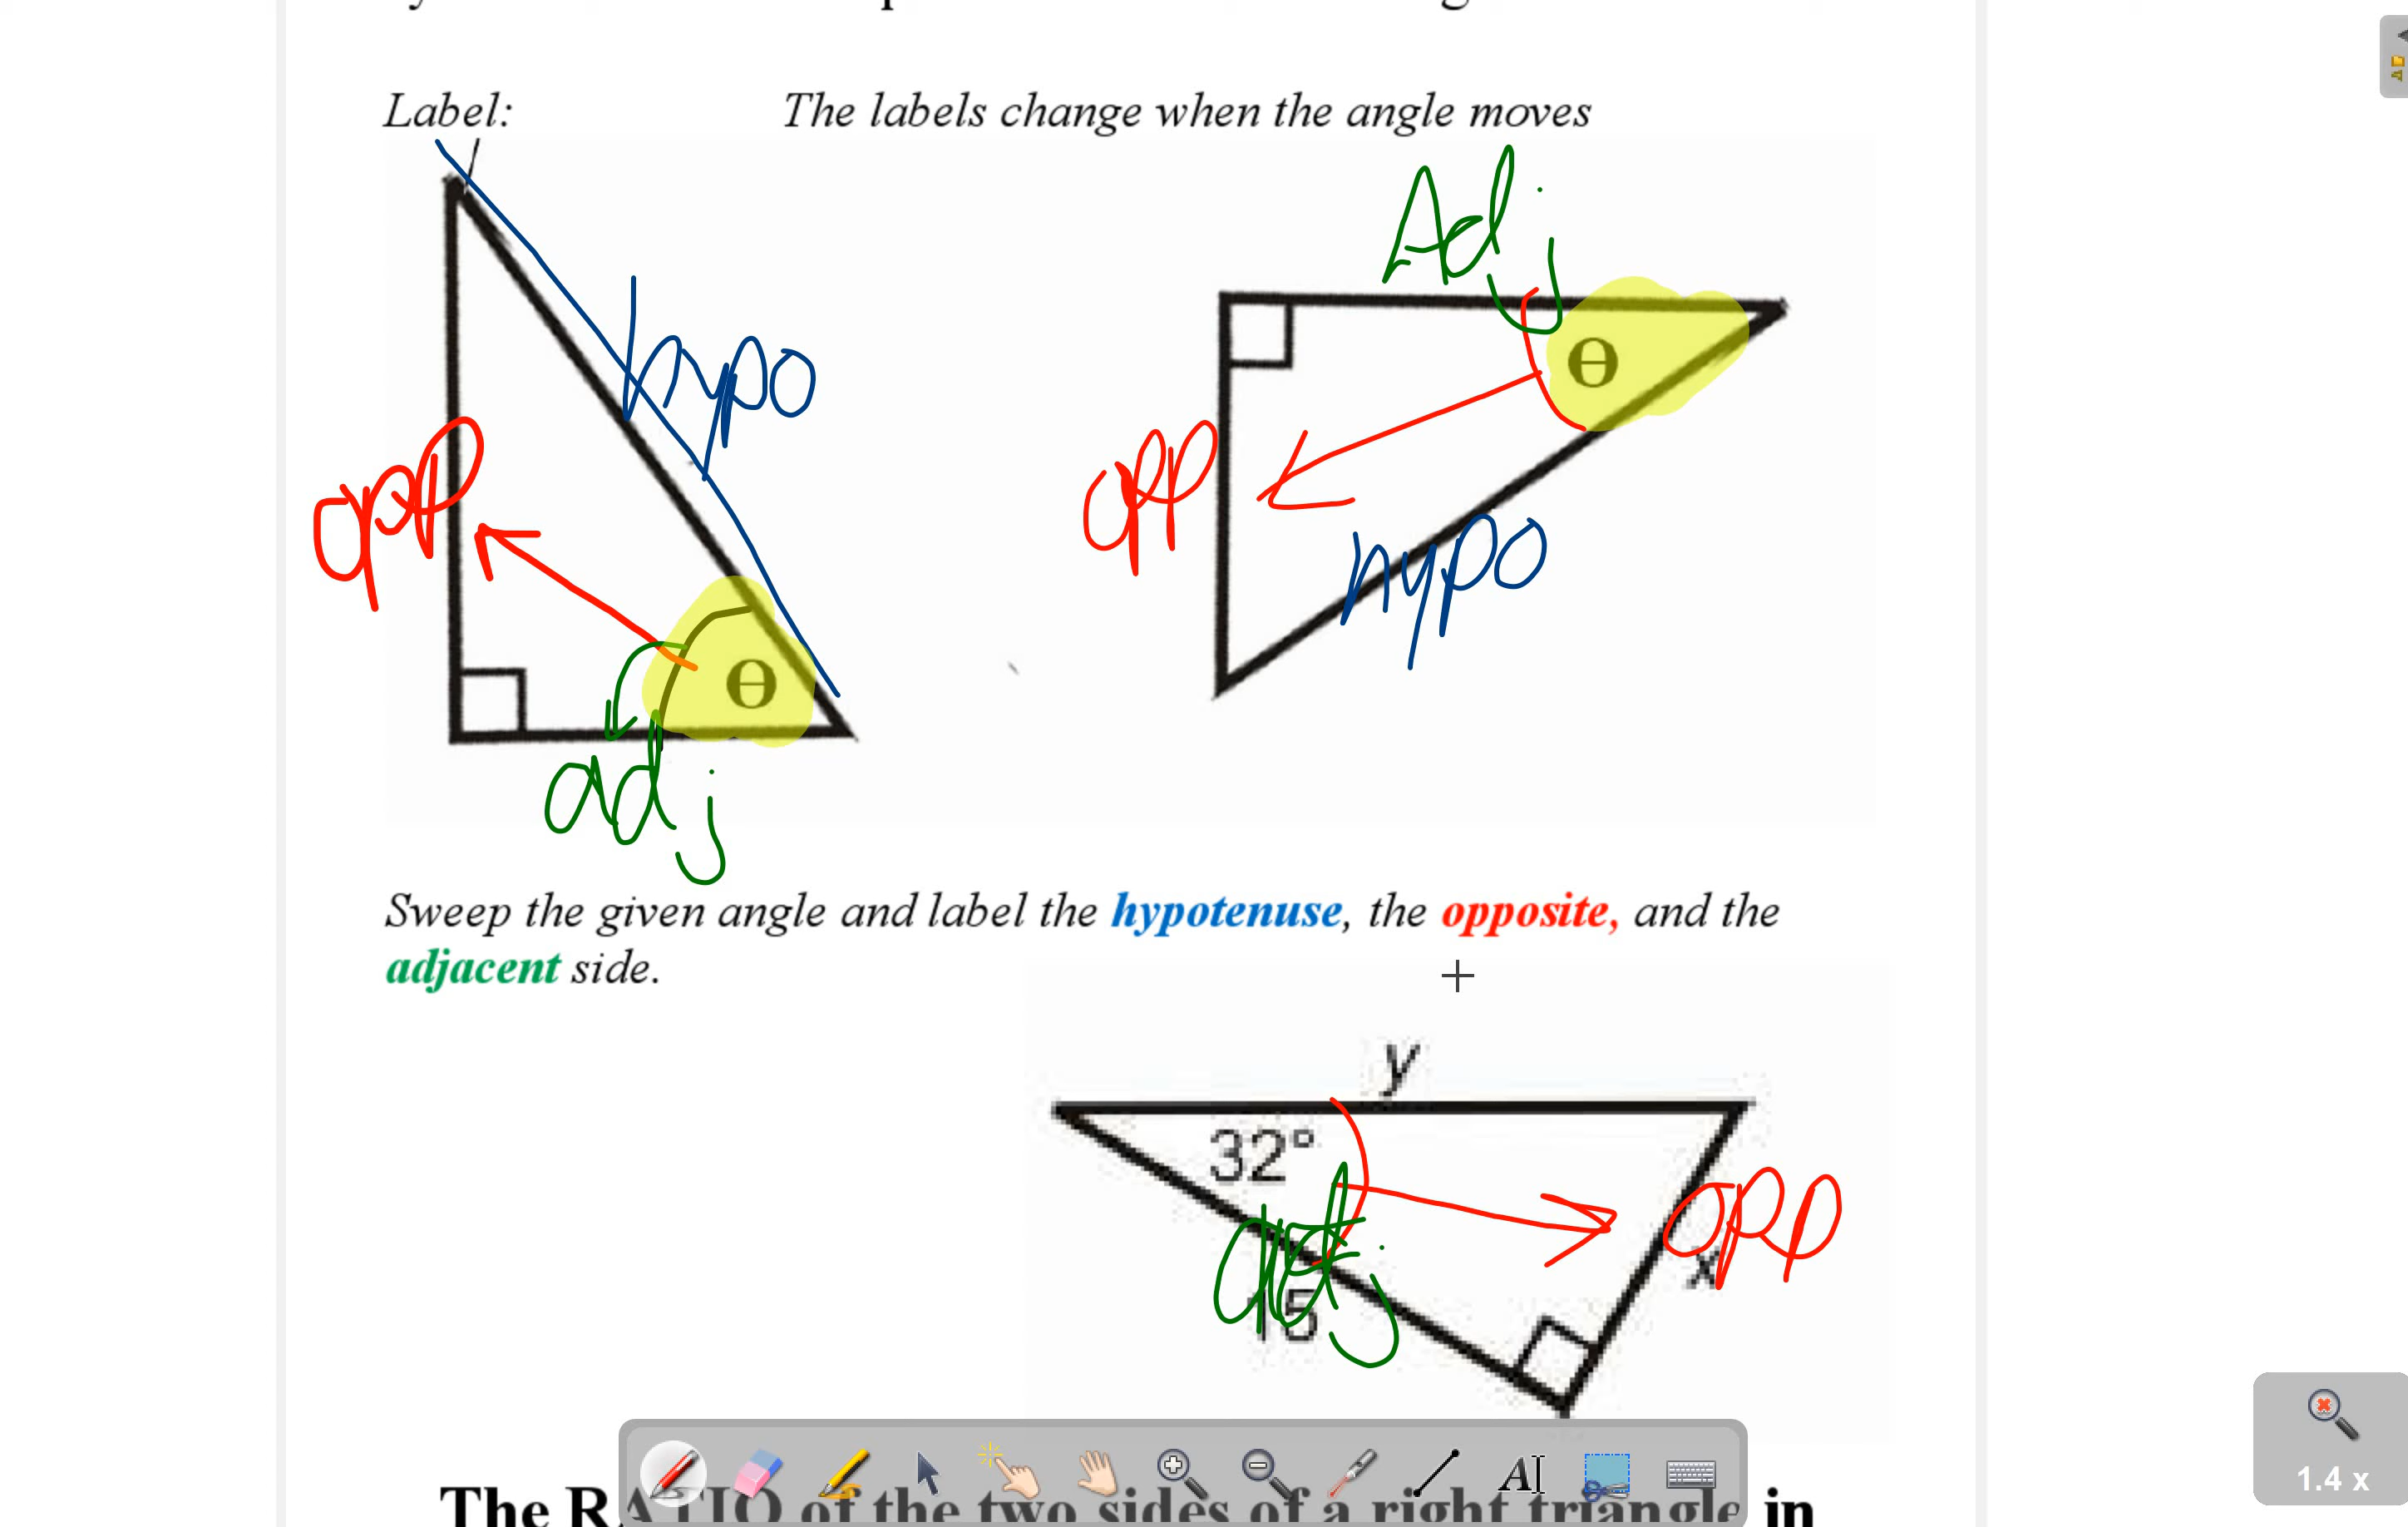 Label: The labels change when the angle moves
Adj
hypo
θ
opp
opp
hypo
θ
adj
Sweep the given angle and label the hypotenuse, the opposite, and the
adjacent side.
y
32°
opp
adj
x
15
The RATIO of the two sides of a right triangle in
AI
1.4 x